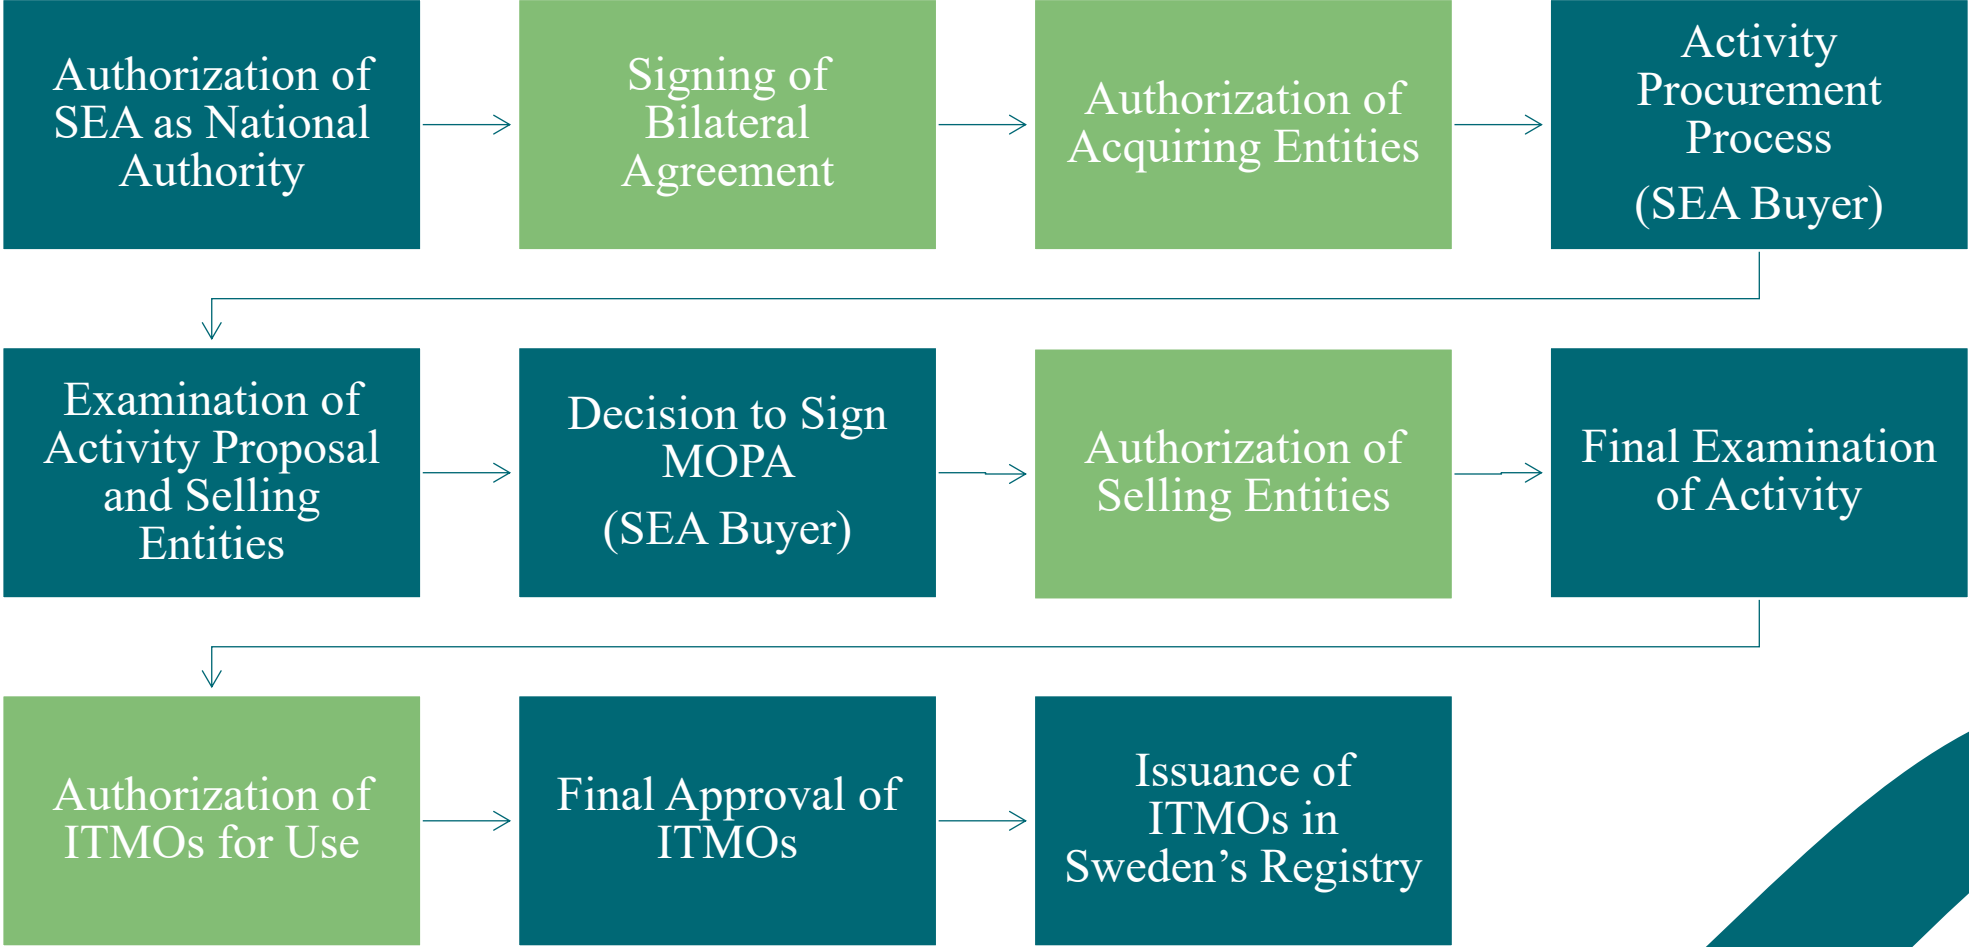 Authorization of
SEA as National
Authority
Signing of
Bilateral
Agreement
Authorization of
Acquiring Entities
Activity
Procurement
Process
(SEA Buyer)
Examination of
Activity Proposal
and Selling
Entities
Decision to Sign
MOPA
(SEA Buyer)
Authorization of
Selling Entities
Final Examination
of Activity
Authorization of
ITMOs for Use
Final Approval of
ITMOs
Issuance of
ITMOs in
Sweden’s Registry